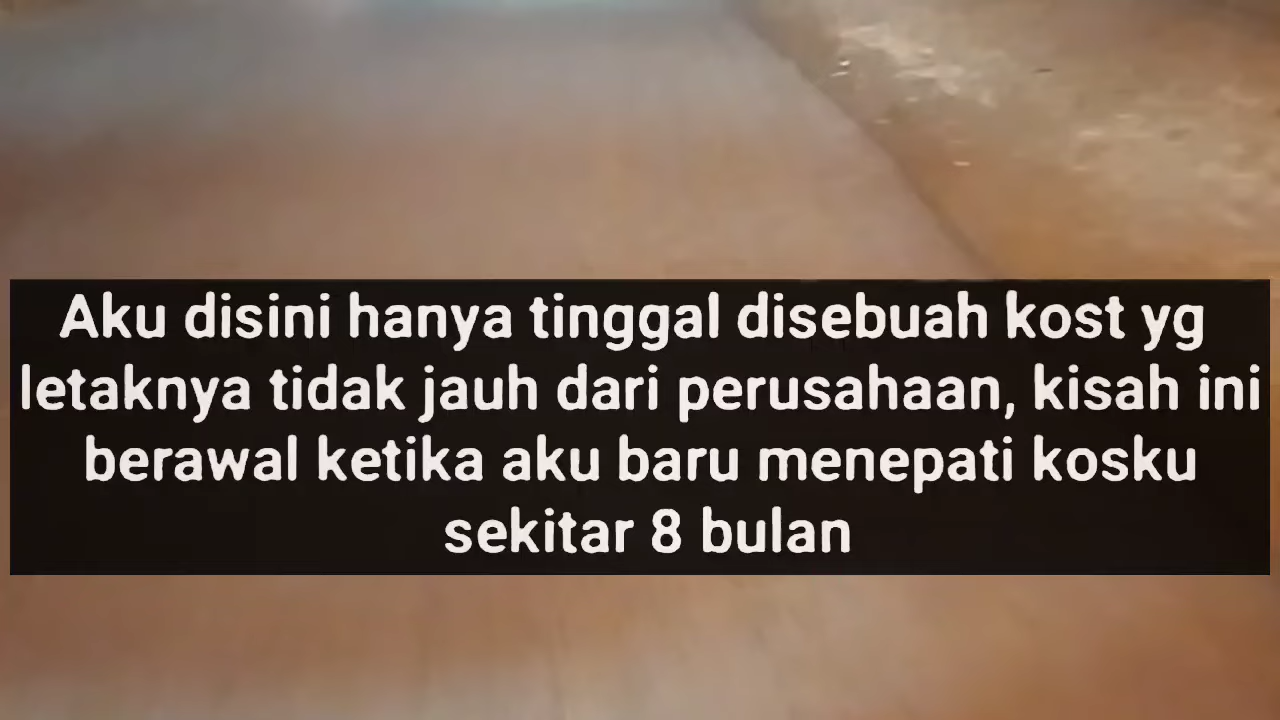 Aku disini hanya tinggal disebuah kost yg
letaknya tidak jauh dari perusahaan, kisah ini
berawal ketika aku baru menepati kosku
sekitar 8 bulan